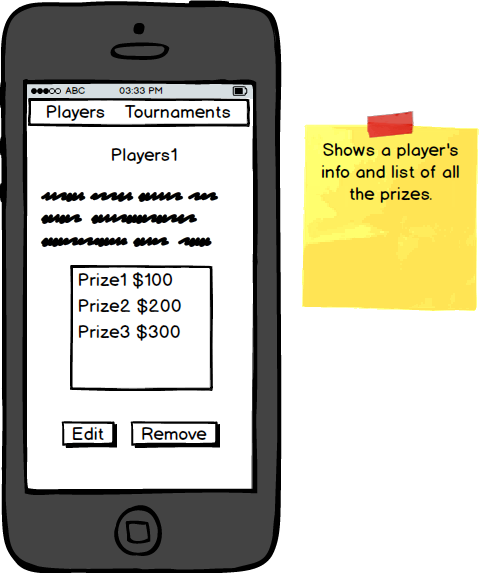 ABC 03:33 PM
Players Tournaments
Players1
Prize1 $100
Prize2 $200
Prize3 $300
Edit Remove
Shows a player's
info and list of all
the prizes.